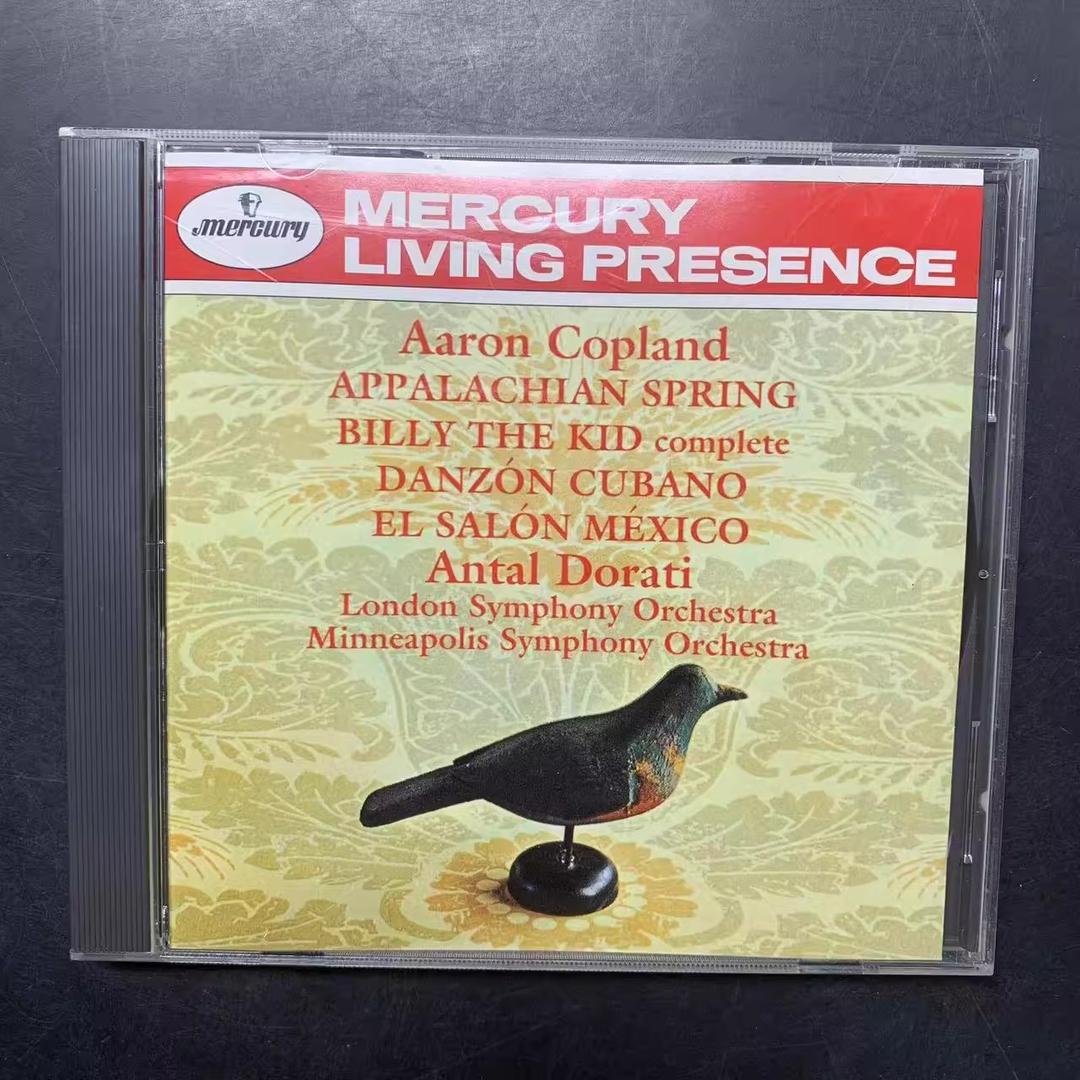 mercury
MERCURY
LIVING PRESENCE
Aaron Copland
APPALACHIAN SPRING
BILLY THE KID complete
DANZÓN CUBANO
EL SALÓN MÉXICO
Antal Dorati
London Symphony Orchestra
Minneapolis Symphony Orchestra